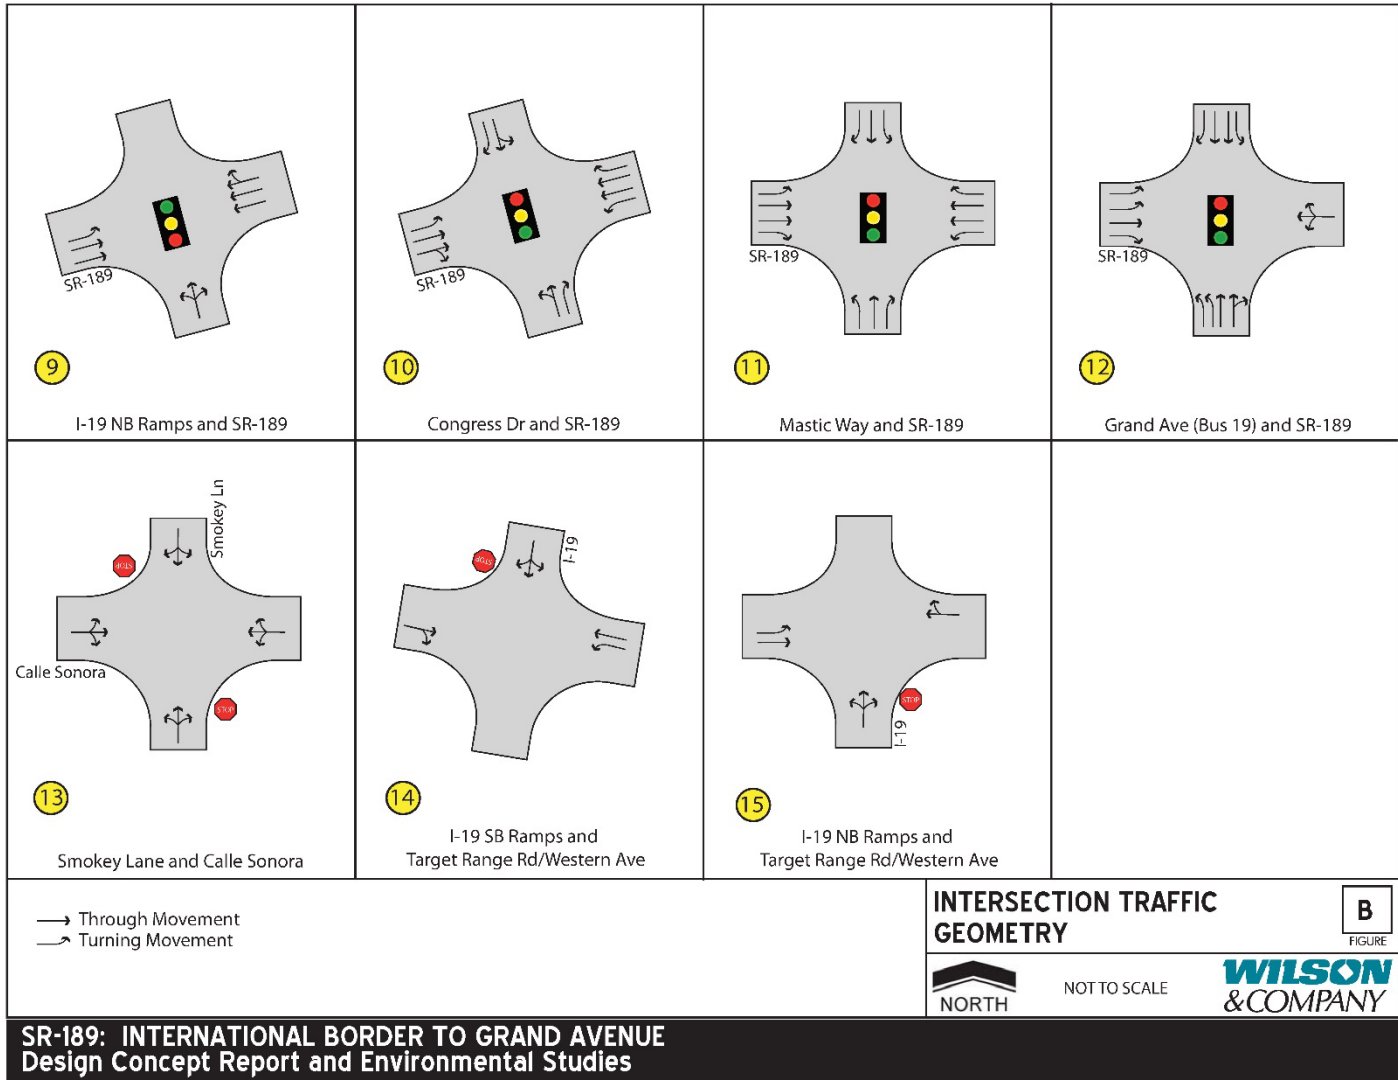 SR-189
9
I-19 NB Ramps and SR-189
SR-189
10
Congress Dr and SR-189
SR-189
11
Mastic Way and SR-189
SR-189
12
Grand Ave (Bus 19) and SR-189
Smokey Ln
STOP
Calle Sonora
STOP
13
Smokey Lane and Calle Sonora
I-19
STOP
14
I-19 SB Ramps and
Target Range Rd/Western Ave
STOP
I-19
15
I-19 NB Ramps and
Target Range Rd/Western Ave
Through Movement
Turning Movement
INTERSECTION TRAFFIC
GEOMETRY
B
FIGURE
NORTH
NOT TO SCALE
WILSON
&COMPANY
SR-189: INTERNATIONAL BORDER TO GRAND AVENUE
Design Concept Report and Environmental Studies